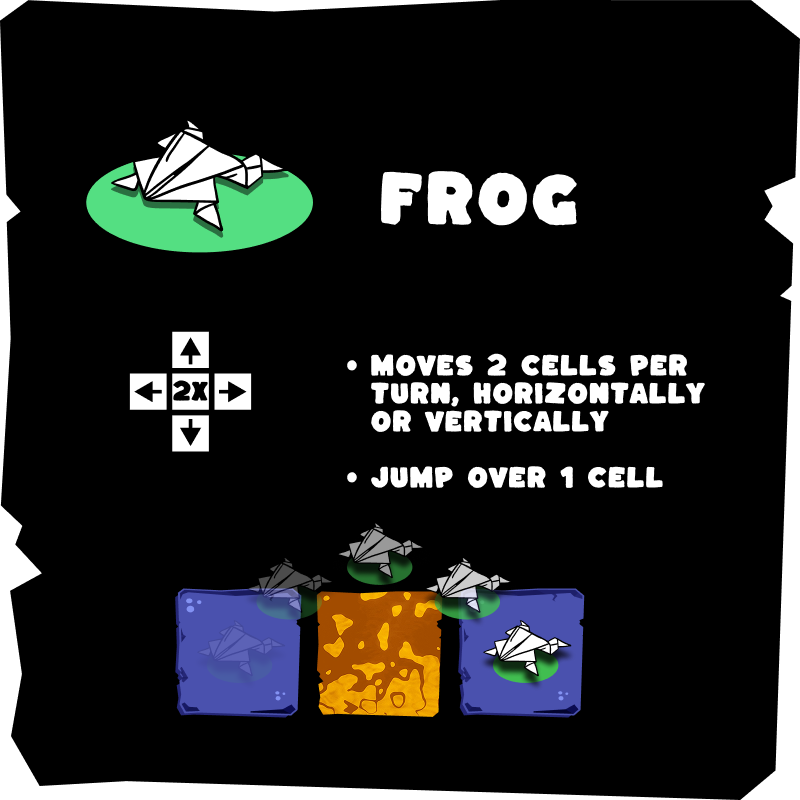 FROG
2X
• MOVES 2 CELLS PER
TURN, HORIZONTALLY
OR VERTICALLY
• JUMP OVER 1 CELL